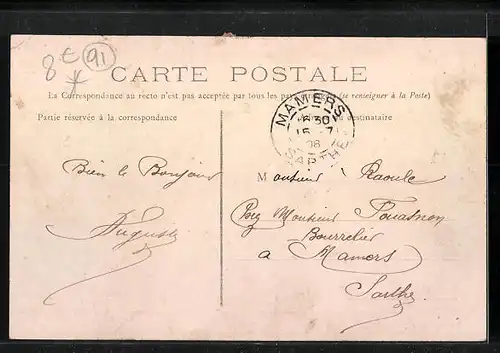 8€ 91
CARTE POSTALE
La Correspondance au recto n'est pas acceptée par tous les pays étrangers (se renseigner à la Poste)
Partie réservée à la correspondance
destinataire
MAMERS
16 30
15 7
08
SARTHE
Bien le Bonjour
Auguste
Monsieur Raoule
Chez Monsieur Fouasnon
Bourrelier
a Mamers
Sarthe